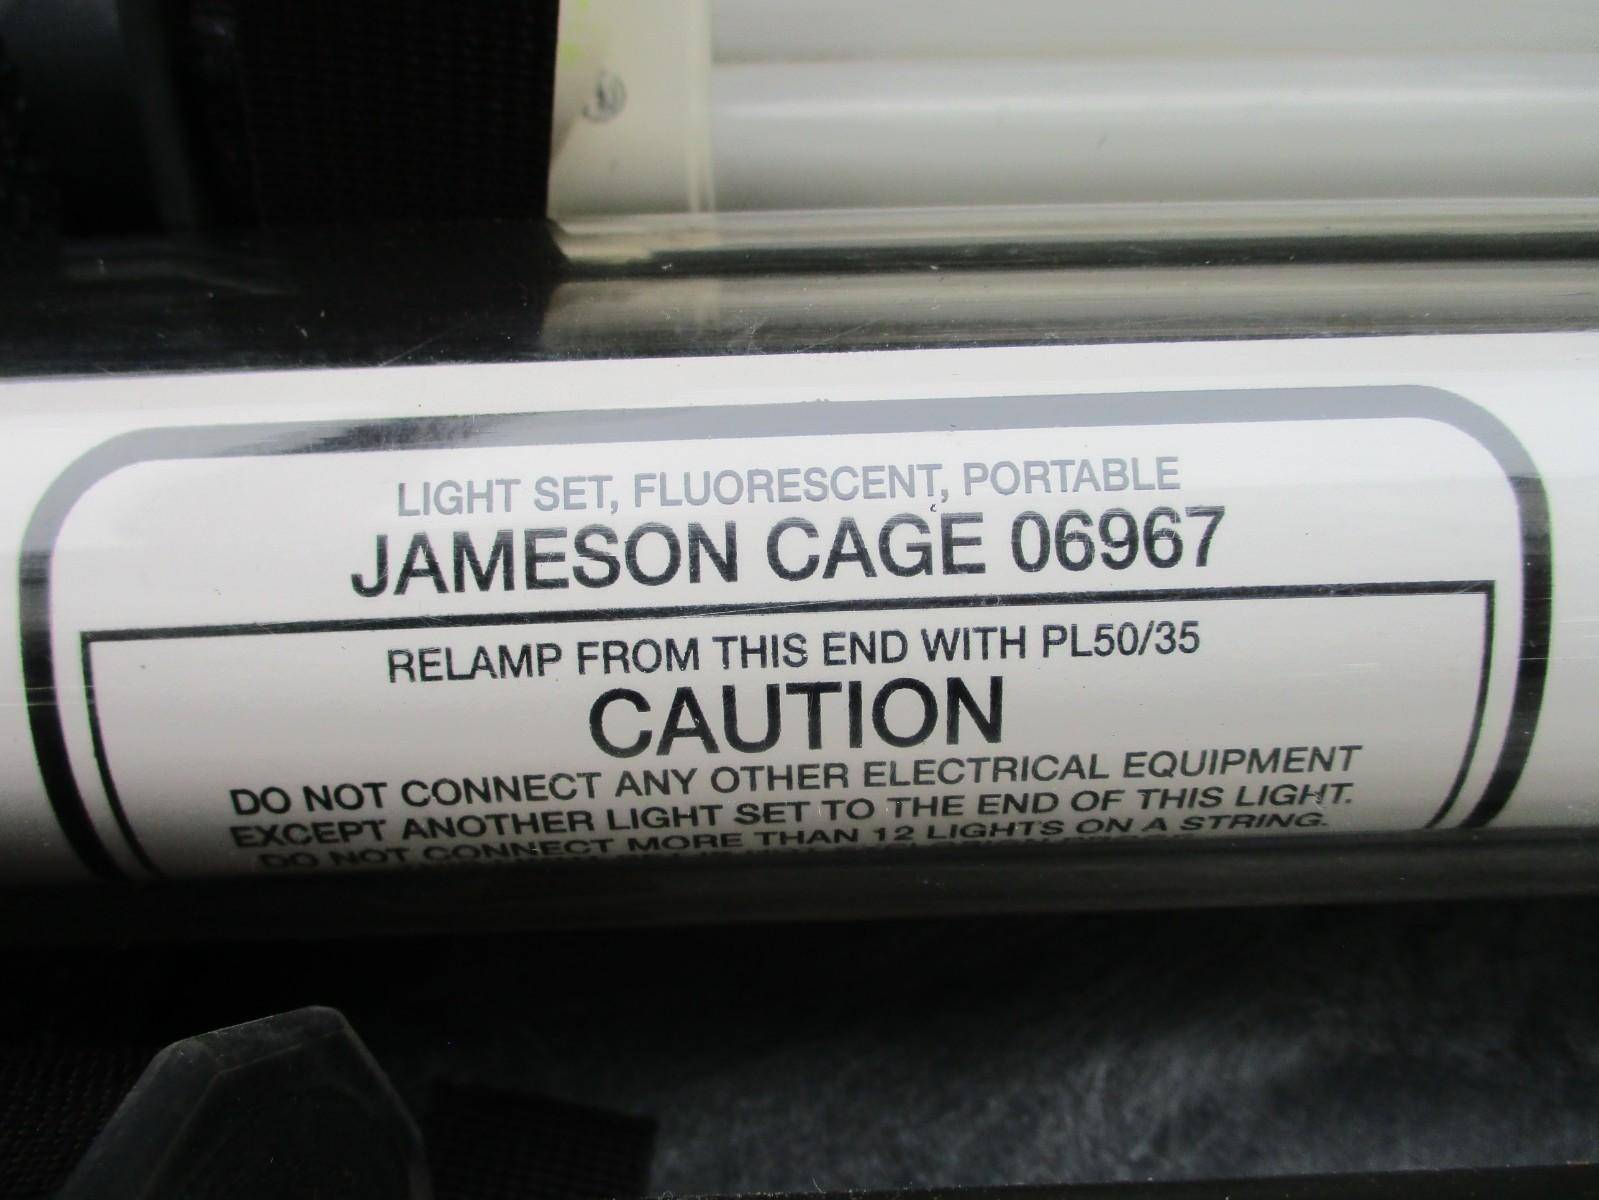 LIGHT SET, FLUORESCENT, PORTABLE
JAMESON CAGE 06967
RELAMP FROM THIS END WITH PL50/35
CAUTION
DO NOT CONNECT ANY OTHER ELECTRICAL EQUIPMENT
EXCEPT ANOTHER LIGHT SET TO THE END OF THIS LIGHT.
DO NOT CONNECT MORE THAN 12 LIGHTS ON A STRING.